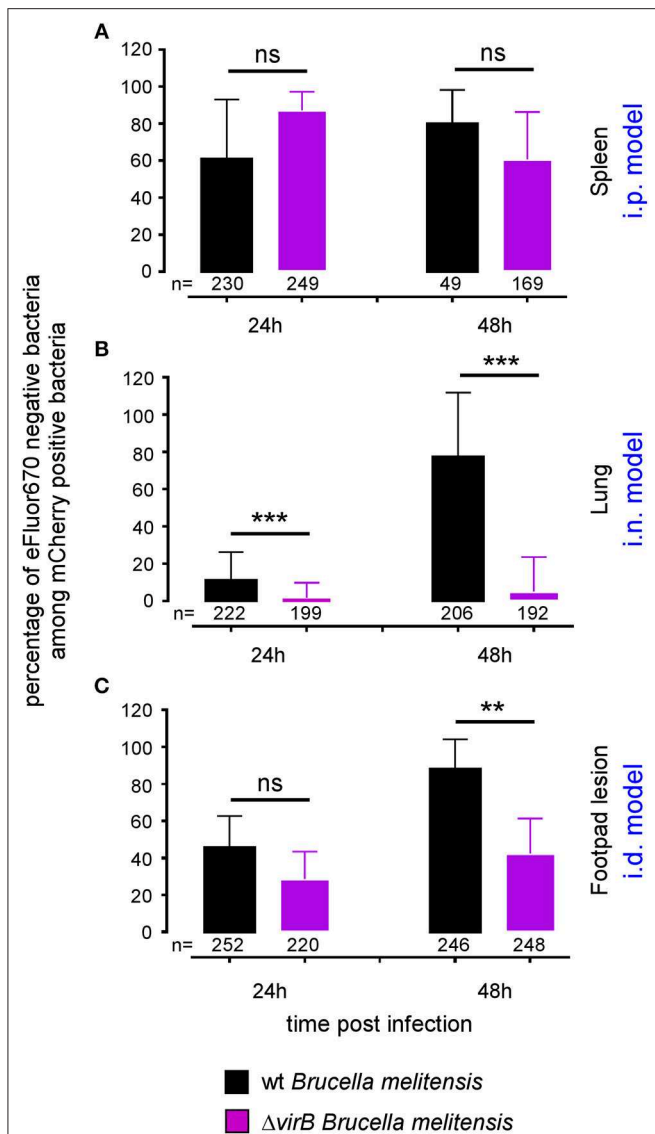 percentage of eFluor670 negative bacteria
among mCherry positive bacteria
A
120
100
80
60
40
20
0
ns
ns
n= 230 249 49 169
24h 48h
Spleen
i.p. model
B
120
100
80
60
40
20
0
***
***
n= 222 199 206 192
24h 48h
Lung
i.n. model
C
120
100
80
60
40
20
0
ns
**
n= 252 220 246 248
24h 48h
Footpad lesion
i.d. model
time post infection
wt Brucella melitensis
ΔvirB Brucella melitensis